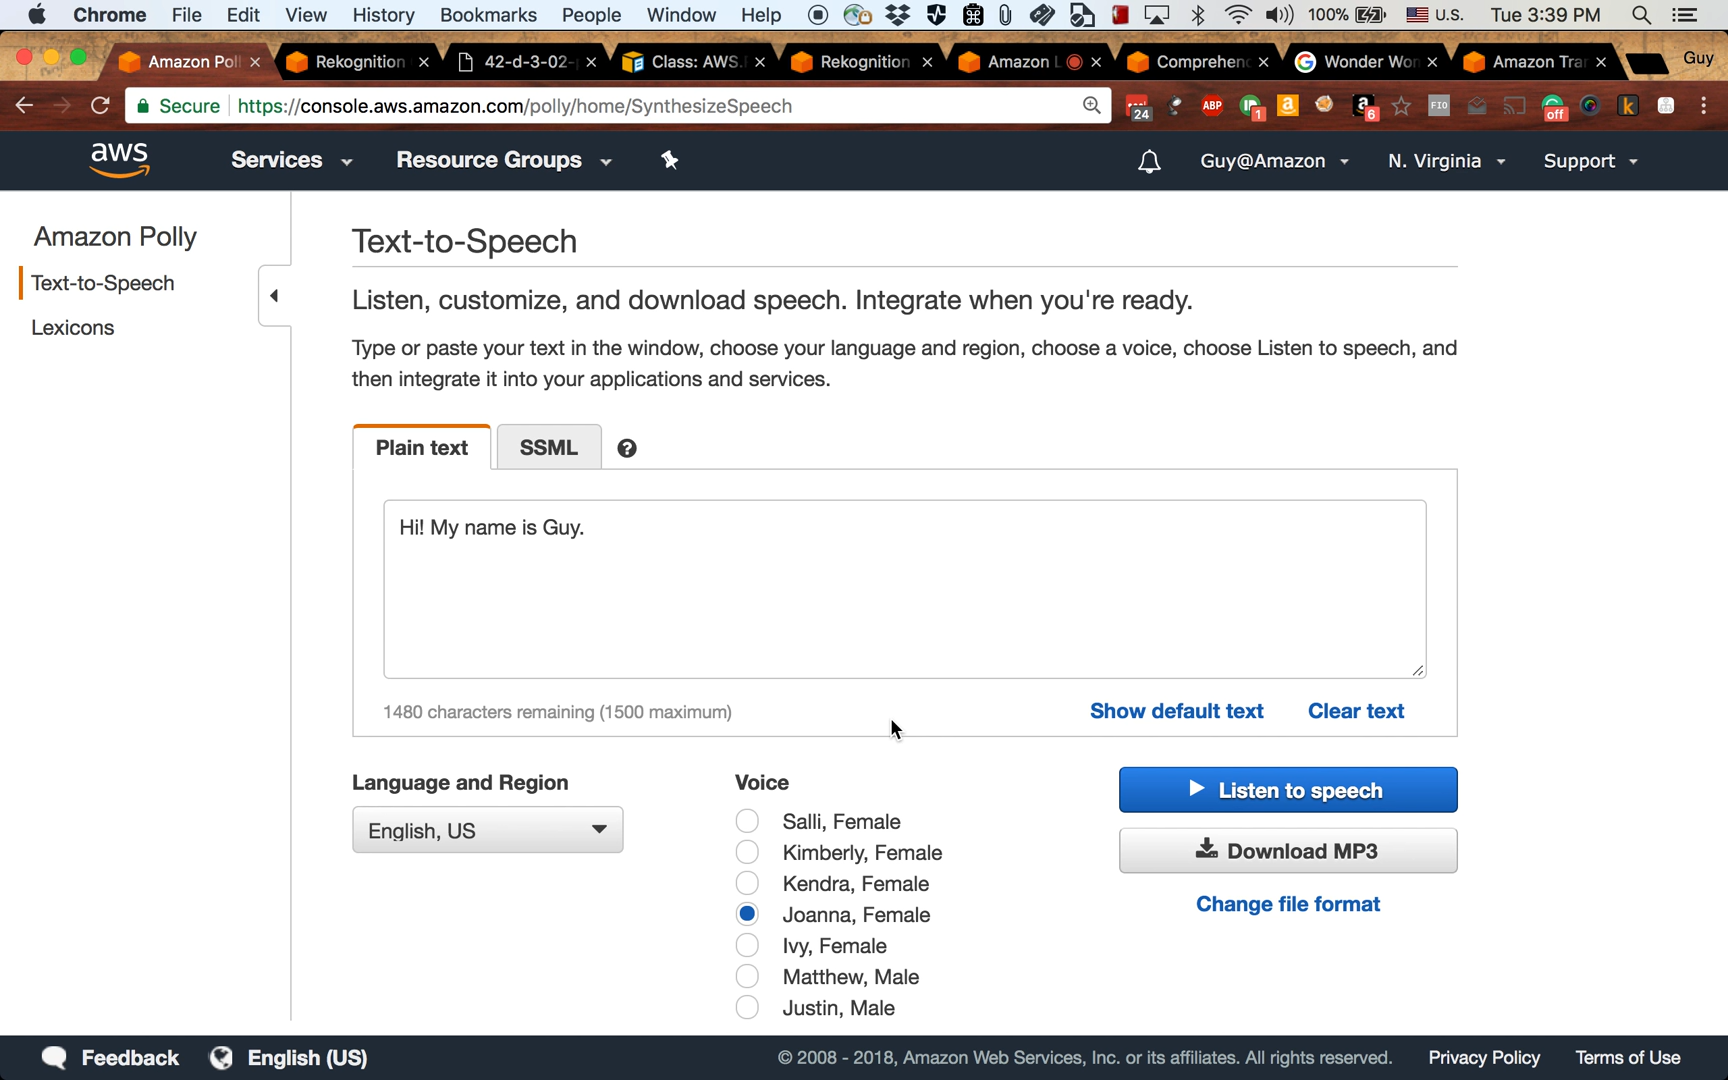 Chrome File Edit View History Bookmarks People Window Help 100% U.S. Tue 3:39 PM
Amazon Pol Rekognition 42-d-3-02- Class: AWS. Rekognition Amazon L Comprehen Wonder Wor Amazon Trar Guy
Secure https://console.aws.amazon.com/polly/home/SynthesizeSpeech 24 ABP 1 a 6 FIO off k
aws Services Resource Groups Guy@Amazon N. Virginia Support
Amazon Polly
Text-to-Speech
Lexicons
Text-to-Speech
Listen, customize, and download speech. Integrate when you're ready.
Type or paste your text in the window, choose your language and region, choose a voice, choose Listen to speech, and
then integrate it into your applications and services.
Plain text SSML ?
Hi! My name is Guy.
1480 characters remaining (1500 maximum) Show default text Clear text
Language and Region
English, US
Voice
Salli, Female
Kimberly, Female
Kendra, Female
Joanna, Female
Ivy, Female
Matthew, Male
Justin, Male
Listen to speech
Download MP3
Change file format
Feedback English (US) © 2008 - 2018, Amazon Web Services, Inc. or its affiliates. All rights reserved. Privacy Policy Terms of Use